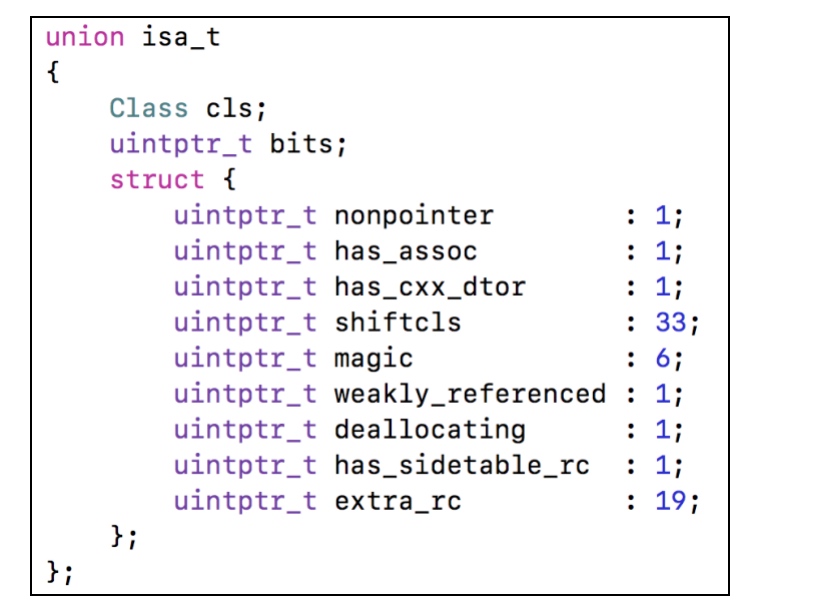 union isa_t
{
    Class cls;
    uintptr_t bits;
    struct {
        uintptr_t nonpointer        : 1;
        uintptr_t has_assoc         : 1;
        uintptr_t has_cxx_dtor      : 1;
        uintptr_t shiftcls          : 33;
        uintptr_t magic             : 6;
        uintptr_t weakly_referenced : 1;
        uintptr_t deallocating      : 1;
        uintptr_t has_sidetable_rc  : 1;
        uintptr_t extra_rc          : 19;
    };
};